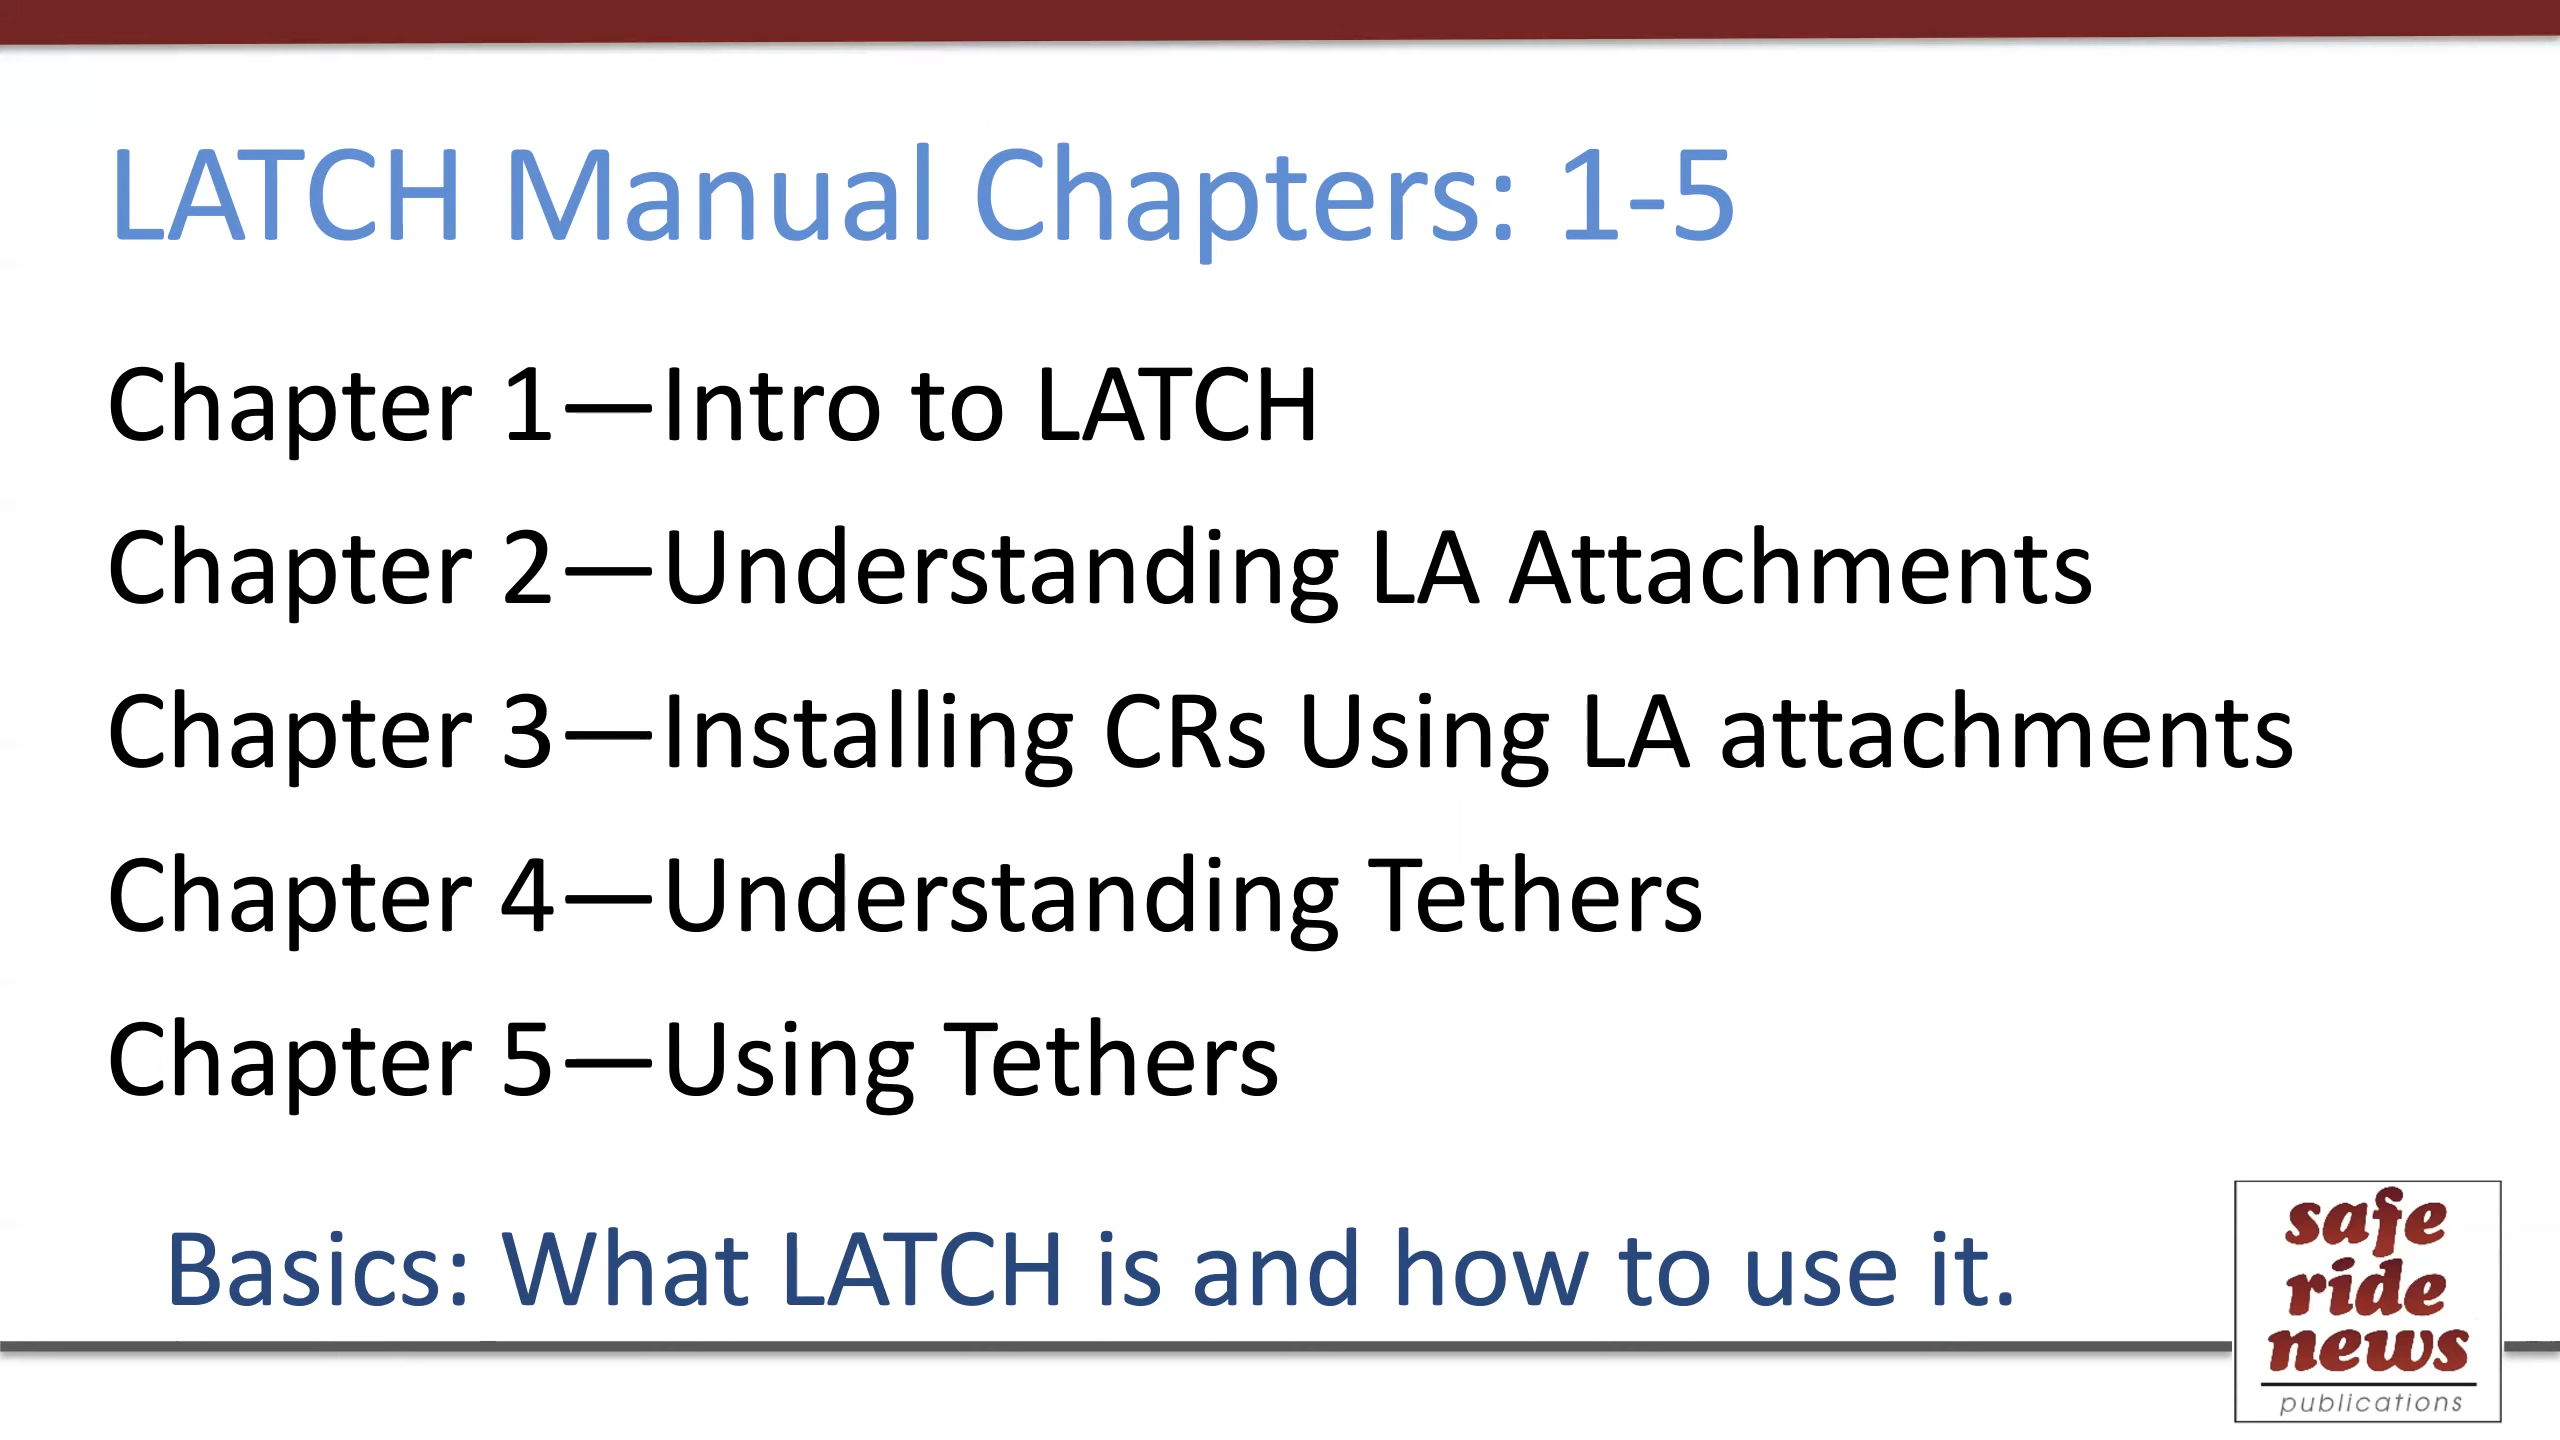 LATCH Manual Chapters: 1-5
Chapter 1—Intro to LATCH
Chapter 2—Understanding LA Attachments
Chapter 3—Installing CRs Using LA attachments
Chapter 4—Understanding Tethers
Chapter 5—Using Tethers
Basics: What LATCH is and how to use it.
safe
ride
news
publications